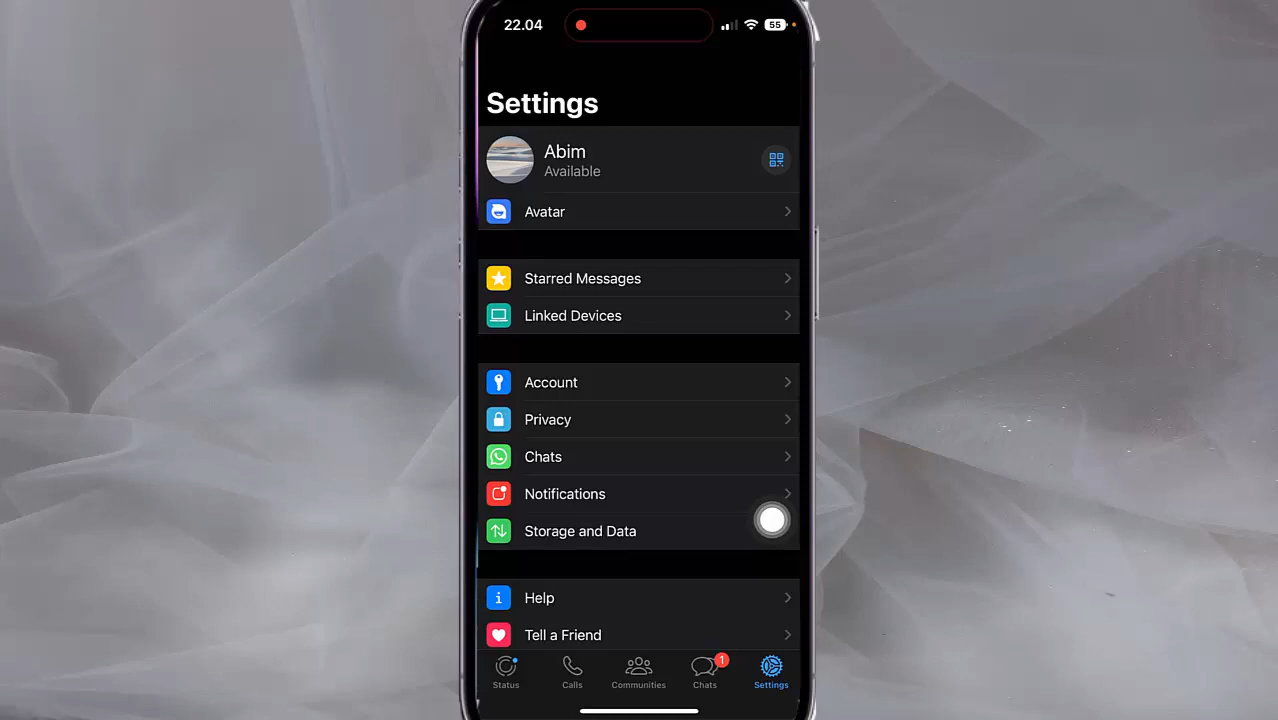 22.04
55
Settings
Abim
Available
Avatar
Starred Messages
Linked Devices
Account
Privacy
Chats
Notifications
Storage and Data
Help
Tell a Friend
1
Status
Calls
Communities
Chats
Settings